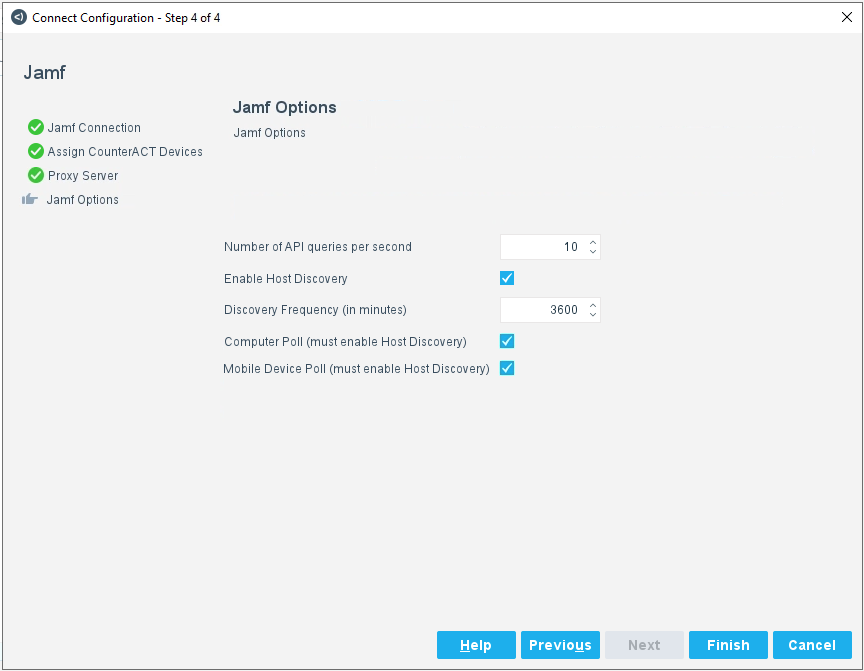 Connect Configuration - Step 4 of 4
Jamf
Jamf Connection
Assign CounterACT Devices
Proxy Server
Jamf Options
Jamf Options
Jamf Options
Number of API queries per second 10
Enable Host Discovery
Discovery Frequency (in minutes) 3600
Computer Poll (must enable Host Discovery)
Mobile Device Poll (must enable Host Discovery)
Help Previous Next Finish Cancel